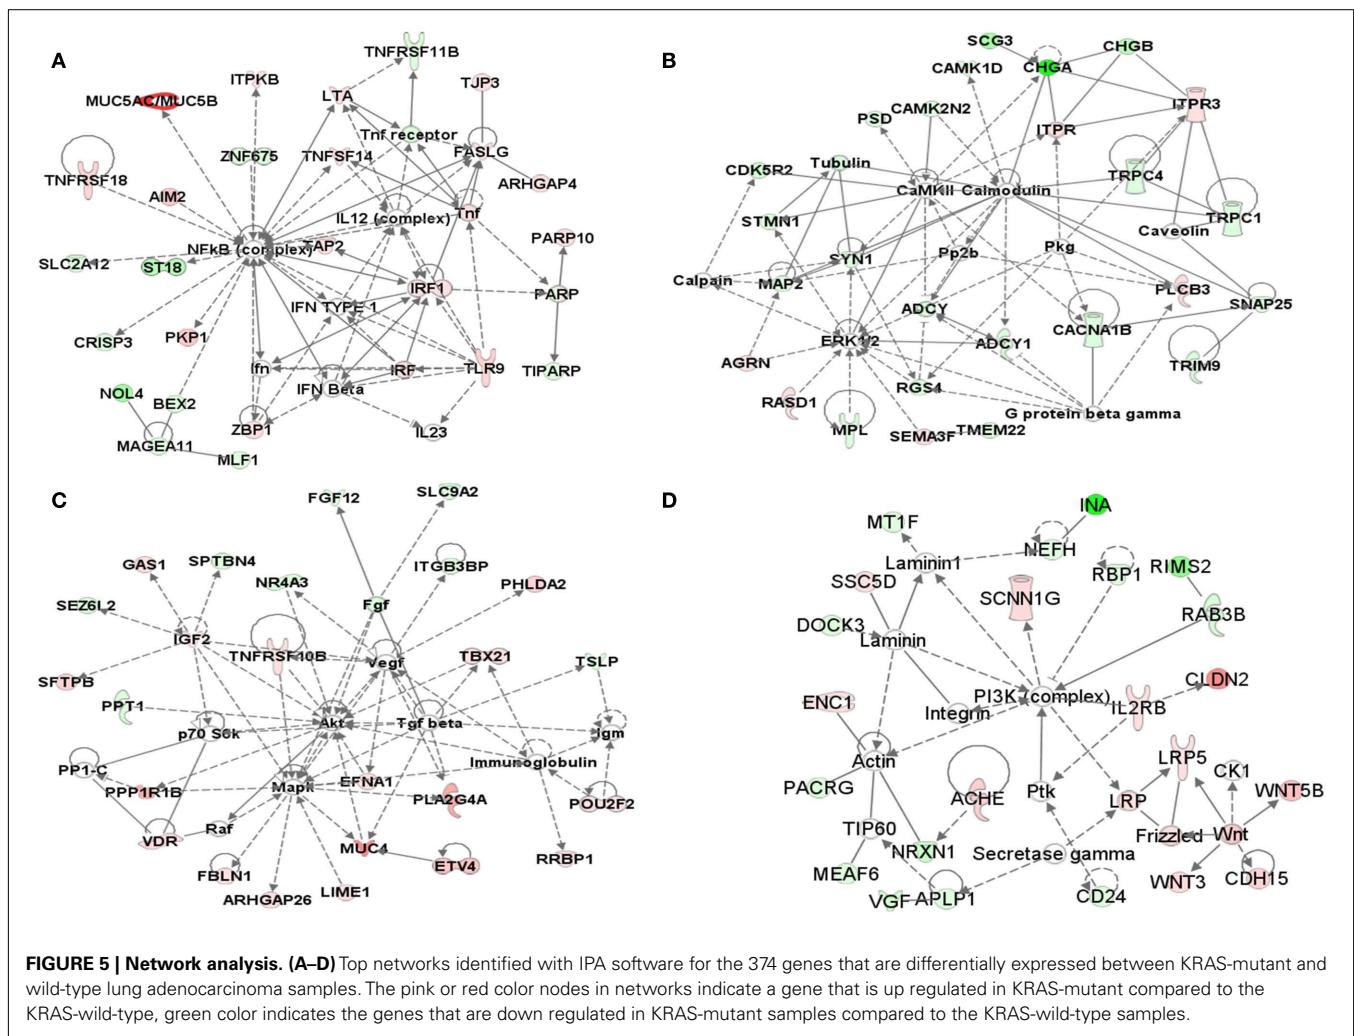 A
TNFRSF11B
ITPKB
TJP3
MUC5AC/MUC5B
LTA
Tnf receptor
ZNF675
TNFSF14
FASLG
TNFRSF18
ARHGAP4
AIM2
IL12 (complex)
Tnf
NFkB (complex)
TAP2
PARP10
SLC2A12
ST18
IRF1
PARP
IFN TYPE 1
CRISP3
PKP1
Ifn
IRF
TLR9
TIPARP
IFN Beta
NOL4
BEX2
ZBP1
IL23
MAGEA11
MLF1
B
SCG3
CHGB
CAMK1D
CHGA
ITPR3
CAMK2N2
PSD
ITPR
Tubulin
CDK5R2
TRPC4
CaMKII
Calmodulin
STMN1
TRPC1
Caveolin
SYN1
Pp2b
Pkg
Calpain
MAP2
PLCB3
SNAP25
ADCY
CACNA1B
ERK1/2
ADCY1
AGRN
TRIM9
RGS4
RASD1
G protein beta gamma
MPL
SEMA3F
TMEM22
C
FGF12
SLC9A2
GAS1
SPTBN4
NR4A3
ITGB3BP
PHLDA2
SEZ6L2
Fgf
IGF2
TNFRSF10B
Vegf
TBX21
TSLP
SFTPB
PPT1
p70 S6k
Akt
Tgf beta
Igm
PP1-C
Immunoglobulin
PPP1R1B
Mapk
EFNA1
PLA2G4A
POU2F2
VDR
Raf
MUC4
ETV4
RRBP1
FBLN1
ARHGAP26
LIME1
D
INA
MT1F
NEFH
Laminin1
RBP1
RIMS2
SSC5D
SCNN1G
RAB3B
DOCK3
Laminin
CLDN2
PI3K (complex)
ENC1
Integrin
IL2RB
Actin
LRP5
CK1
PACRG
ACHE
Ptk
LRP
WNT5B
TIP60
Frizzled
Wnt
NRXN1
Secretase gamma
MEAF6
WNT3
CDH15
VGF
APLP1
CD24
FIGURE 5 | Network analysis. (A–D) Top networks identified with IPA software for the 374 genes that are differentially expressed between KRAS-mutant and
wild-type lung adenocarcinoma samples. The pink or red color nodes in networks indicate a gene that is up regulated in KRAS-mutant compared to the
KRAS-wild-type, green color indicates the genes that are down regulated in KRAS-mutant samples compared to the KRAS-wild-type samples.